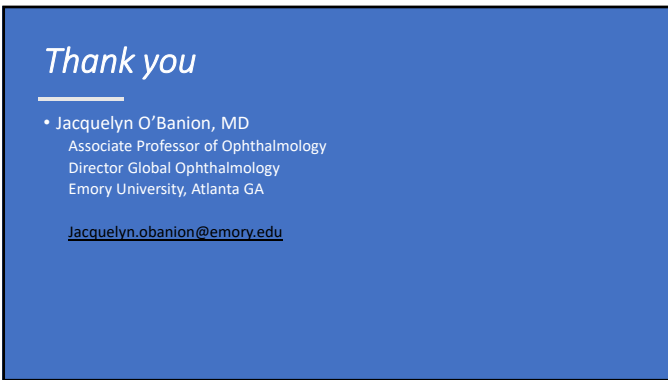 Thank you
• Jacquelyn O’Banion, MD
Associate Professor of Ophthalmology
Director Global Ophthalmology
Emory University, Atlanta GA
Jacquelyn.obanion@emory.edu